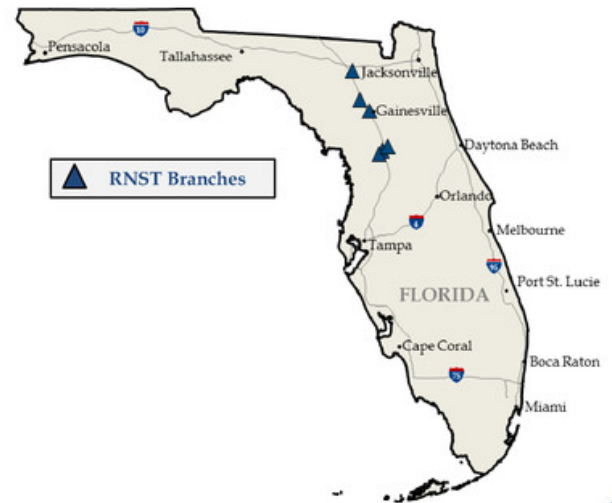 10
Pensacola
Tallahassee
Jacksonville
Gainesville
RNST Branches
Daytona Beach
Orlando
4
Melbourne
Tampa
95
Port St. Lucie
FLORIDA
Cape Coral
Boca Raton
75
Miami